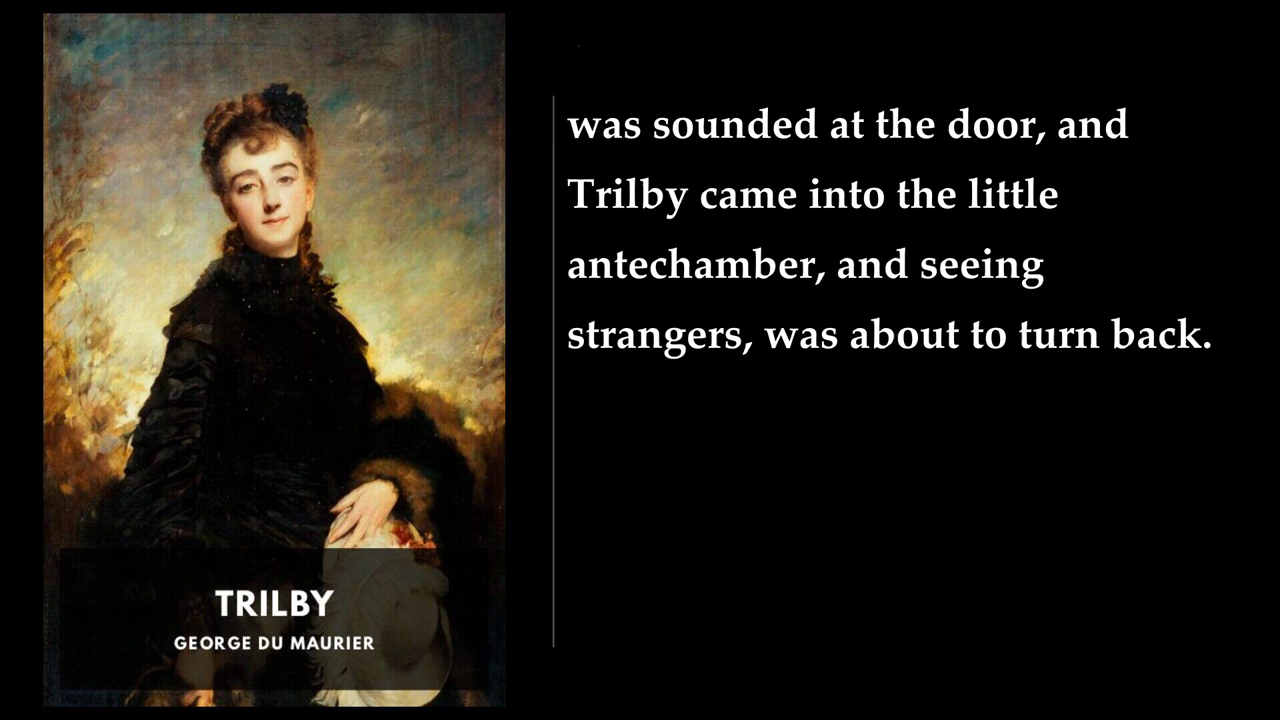 was sounded at the door, and
Trilby came into the little
antechamber, and seeing
strangers, was about to turn back.
TRILBY
GEORGE DU MAURIER